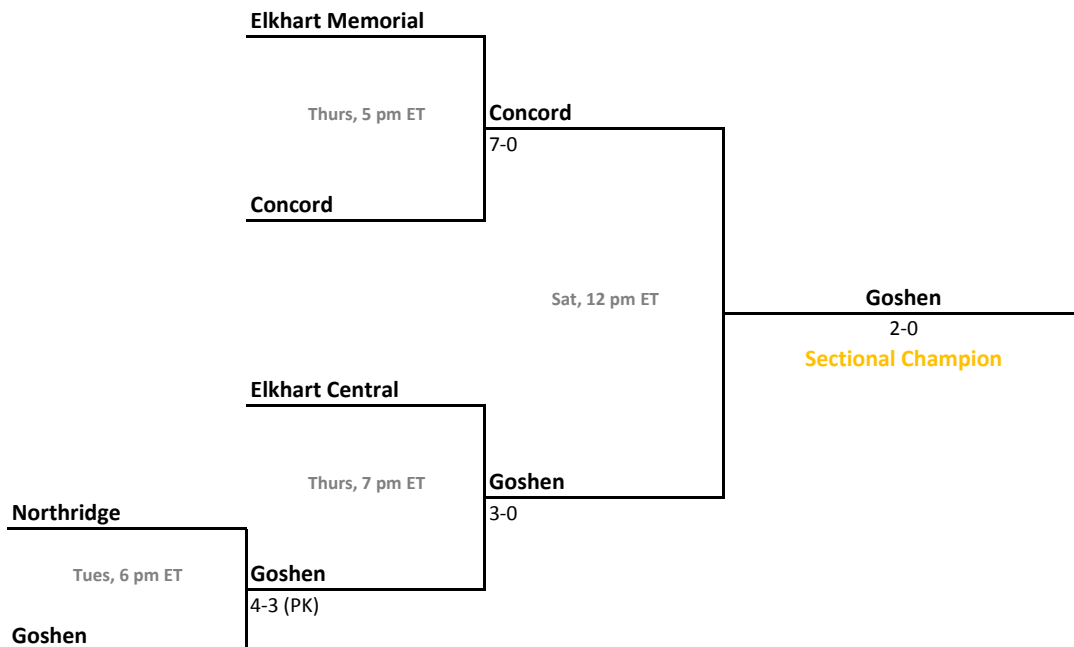 Elkhart Memorial
Thurs, 5 pm ET
Concord
7-0
Concord
Sat, 12 pm ET
Goshen
2-0
Sectional Champion
Elkhart Central
Thurs, 7 pm ET
Goshen
3-0
Northridge
Tues, 6 pm ET
Goshen
4-3 (PK)
Goshen